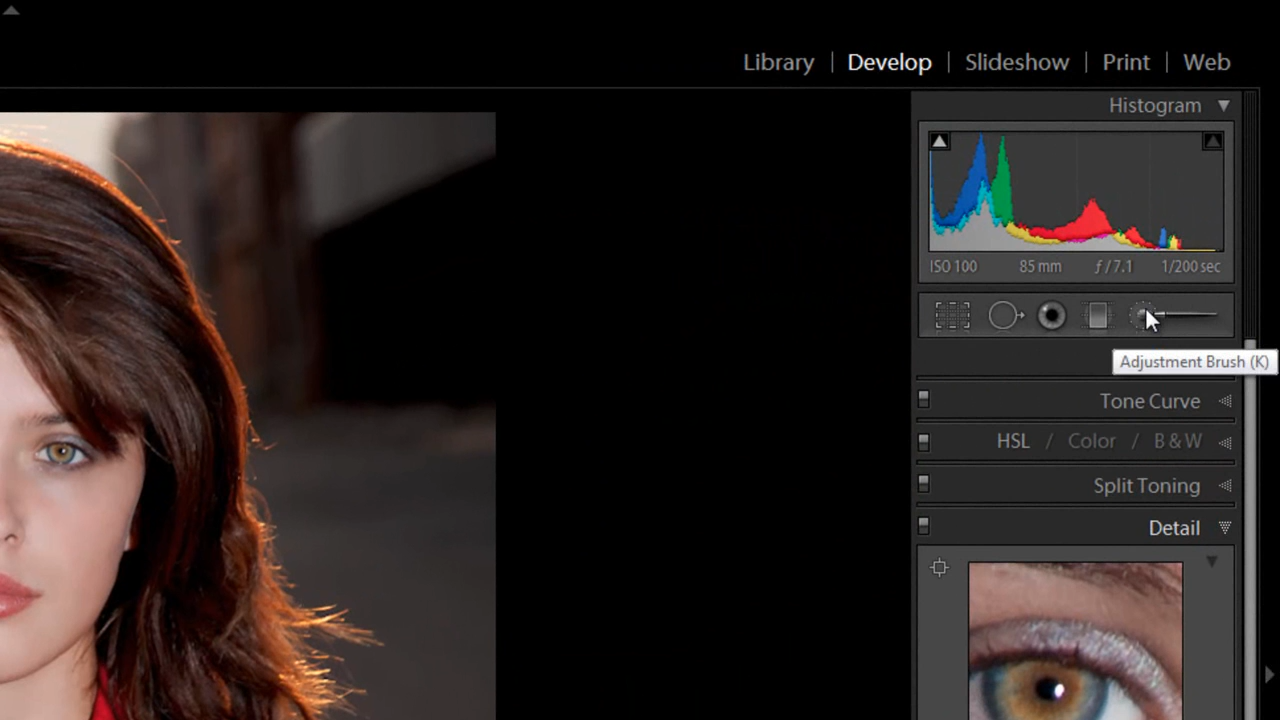 Library | Develop | Slideshow | Print | Web
Histogram
ISO 100 85 mm ƒ / 7.1 1/200 sec
Adjustment Brush (K)
Tone Curve
HSL / Color / B & W
Split Toning
Detail